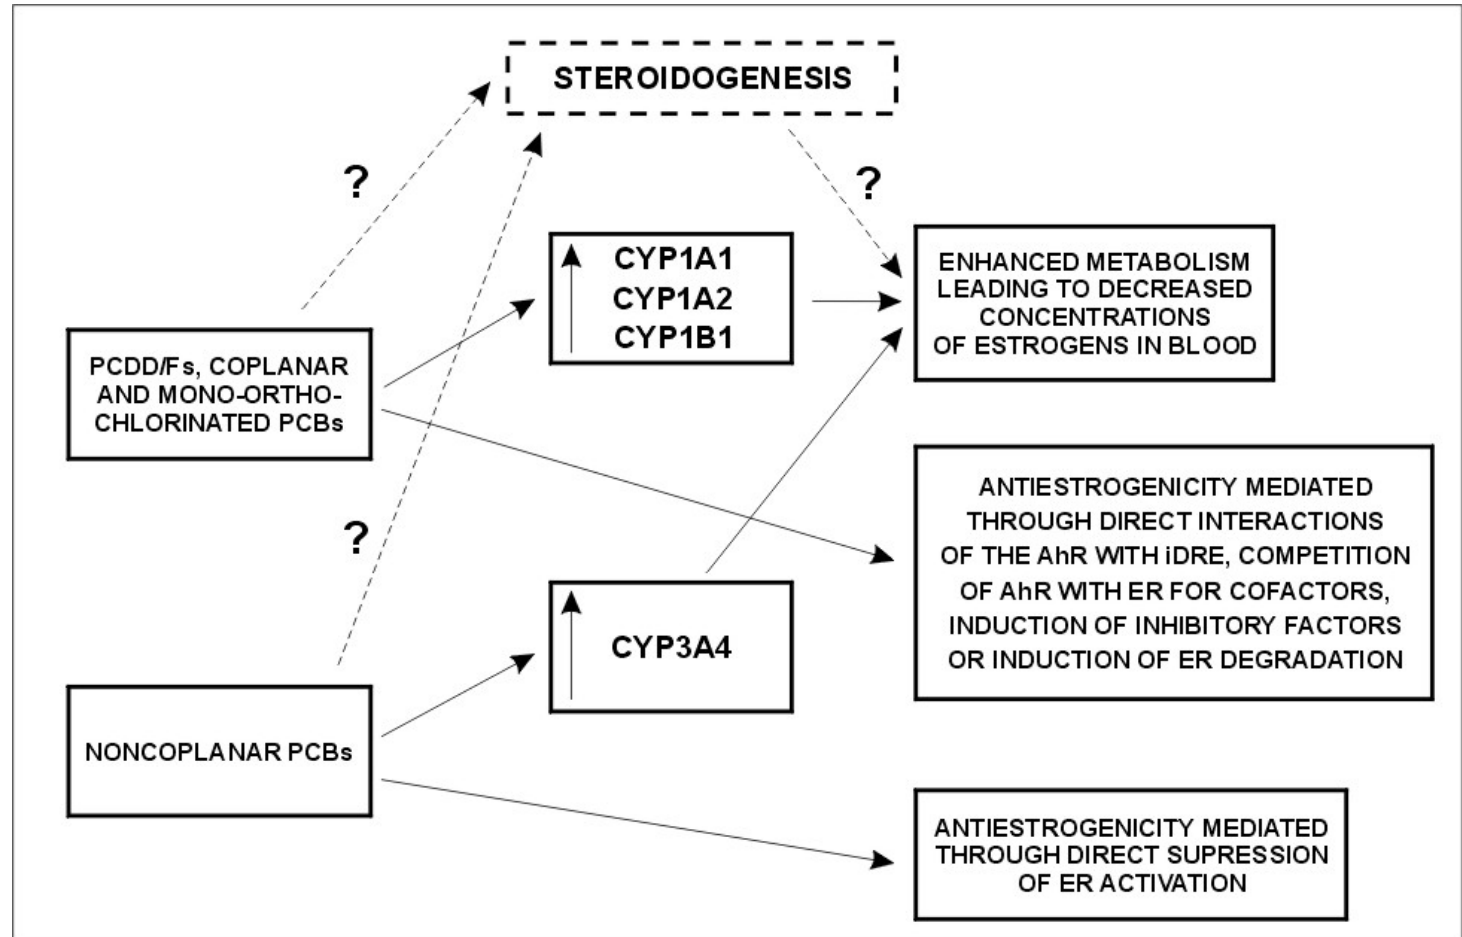 STEROIDOGENESIS
?
?
CYP1A1
CYP1A2
CYP1B1
ENHANCED METABOLISM
LEADING TO DECREASED
CONCENTRATIONS
OF ESTROGENS IN BLOOD
PCDD/Fs, COPLANAR
AND MONO-ORTHO-
CHLORINATED PCBs
ANTIESTROGENICITY MEDIATED
THROUGH DIRECT INTERACTIONS
OF THE AhR WITH iDRE, COMPETITION
OF AhR WITH ER FOR COFACTORS,
INDUCTION OF INHIBITORY FACTORS
OR INDUCTION OF ER DEGRADATION
?
CYP3A4
NONCOPLANAR PCBs
ANTIESTROGENICITY MEDIATED
THROUGH DIRECT SUPRESSION
OF ER ACTIVATION